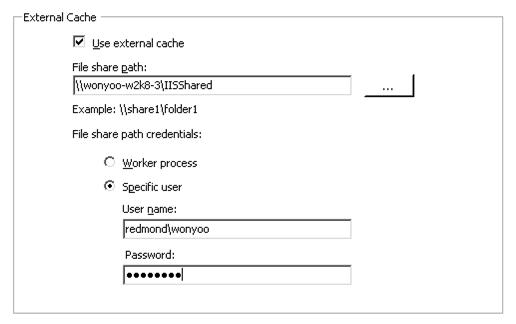 External Cache
Use external cache
File share path:
\\wonyoo-w2k8-3\IISShared
...
Example: \\share1\folder1
File share path credentials:
Worker process
Specific user
User name:
redmond\wonyoo
Password:
●●●●●●●●